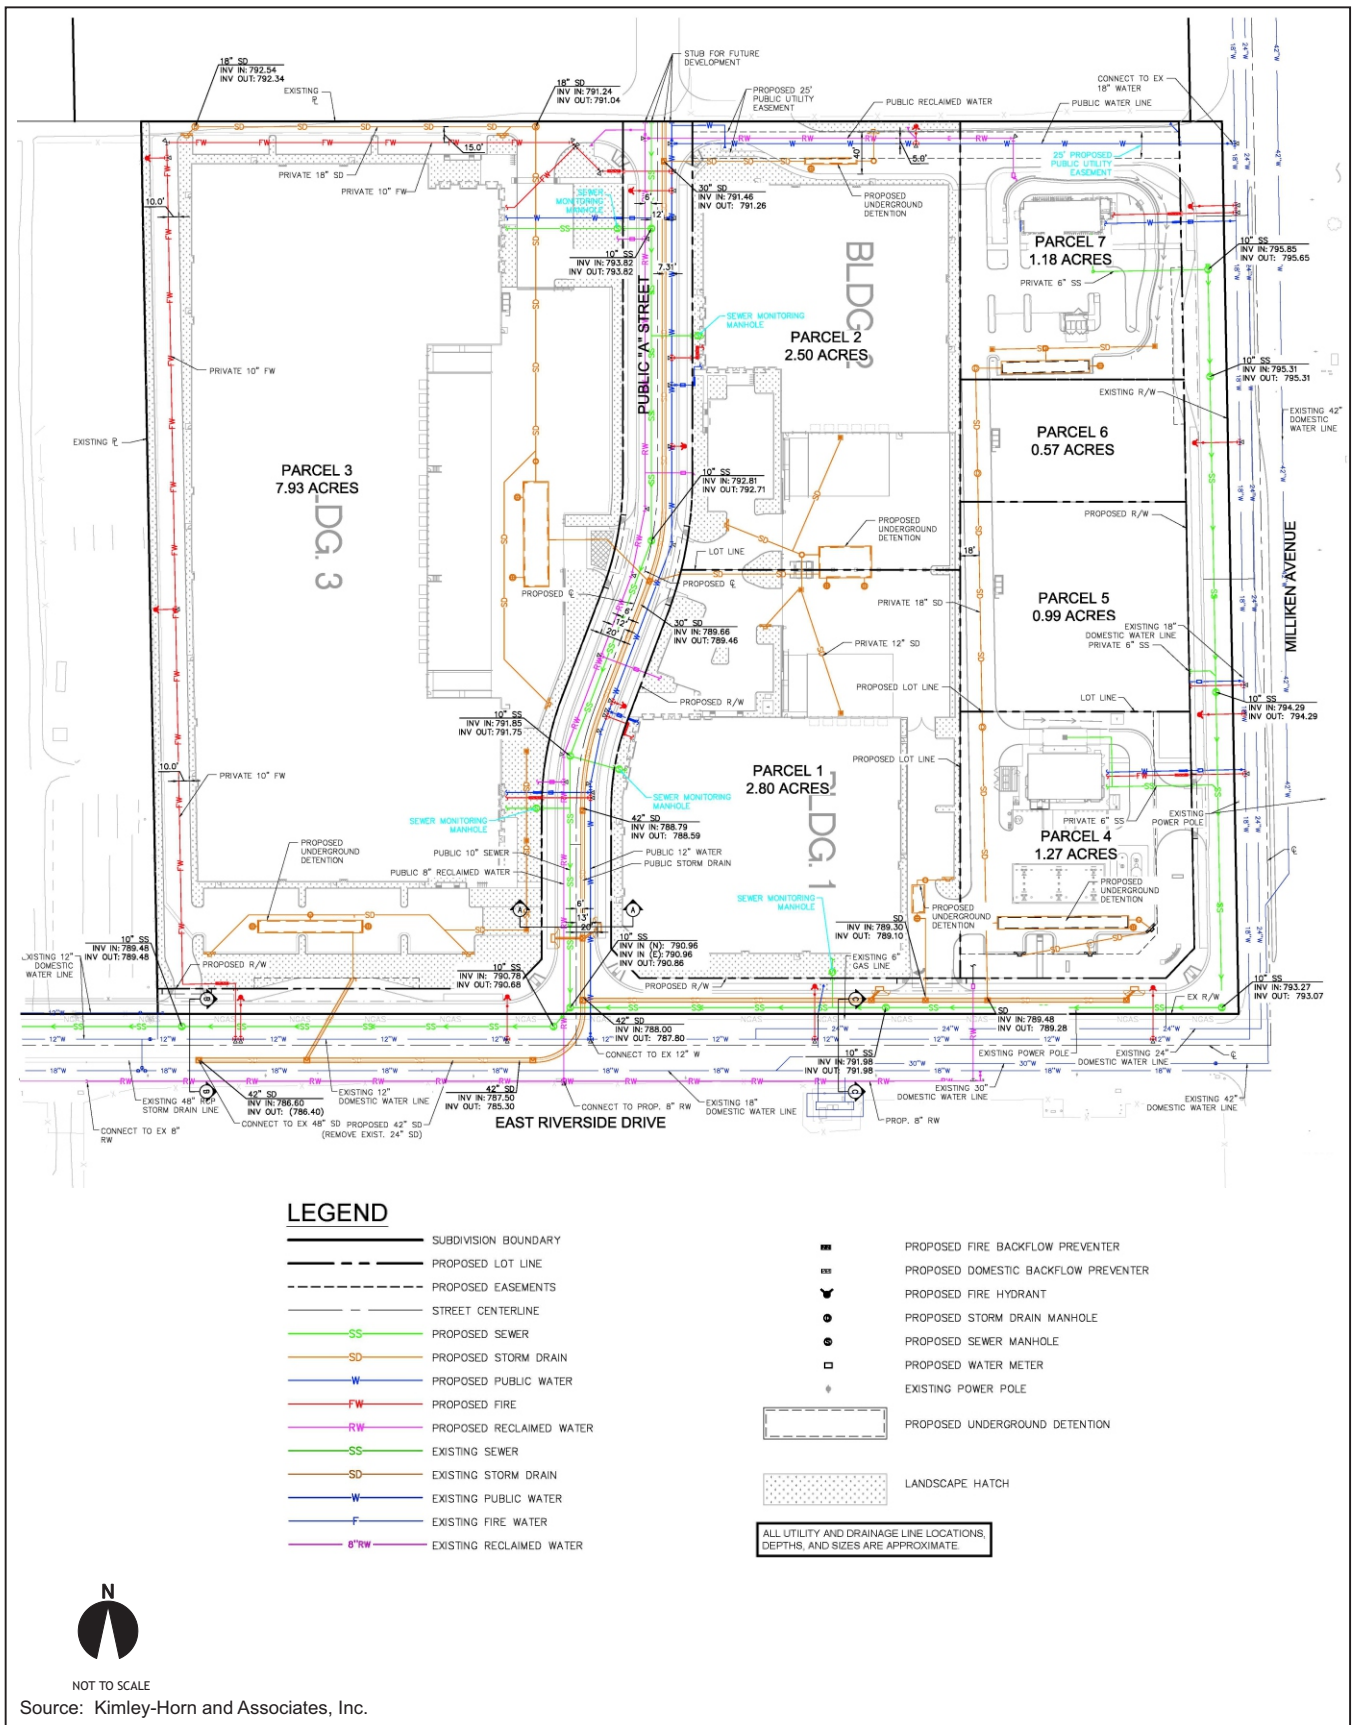 18" SD
INV IN: 792.54
INV OUT: 792.34
EXISTING
℄
18" SD
INV IN: 791.24
INV OUT: 791.04
STUB FOR FUTURE
DEVELOPMENT
PROPOSED 25'
PUBLIC UTILITY
EASEMENT
PUBLIC RECLAIMED WATER
CONNECT TO EX
18" WATER
PUBLIC WATER LINE
15.0'
PRIVATE 18" SD
PRIVATE 10" FW
40'
5.0'
25' PROPOSED
PUBLIC UTILITY
EASEMENT
SEWER
MONITORING
MANHOLE
10.0'
30" SD
INV IN: 791.46
INV OUT: 791.26
PROPOSED
UNDERGROUND
DETENTION
6'
12'
10" SS
INV IN: 793.82
INV OUT: 793.82
7.31'
PUBLIC "A" STREET
BLDG. 2
PARCEL 7
1.18 ACRES
10" SS
INV IN: 795.85
INV OUT: 795.65
PRIVATE 6" SS
SEWER MONITORING
MANHOLE
PARCEL 2
2.50 ACRES
PRIVATE 10" FW
10" SS
INV IN: 795.31
INV OUT: 795.31
EXISTING R/W
EXISTING 42"
DOMESTIC
WATER LINE
EXISTING ℄
PARCEL 6
0.57 ACRES
PARCEL 3
7.93 ACRES
LDG. 3
10" SS
INV IN: 792.81
INV OUT: 792.71
PROPOSED R/W
PROPOSED
UNDERGROUND
DETENTION
MILLIKEN AVENUE
LOT LINE
18'
PROPOSED ℄
PROPOSED ℄
PARCEL 5
0.99 ACRES
PRIVATE 18" SD
6'
12'
20'
30" SD
INV IN: 789.66
INV OUT: 789.46
EXISTING 18"
DOMESTIC WATER LINE
PRIVATE 6" SS
PRIVATE 12" SD
PROPOSED LOT LINE
PROPOSED R/W
LOT LINE
10" SS
INV IN: 794.29
INV OUT: 794.29
10" SS
INV IN: 791.85
INV OUT: 791.75
PROPOSED LOT LINE
10.0'
PRIVATE 10" FW
PARCEL 1
2.80 ACRES
LDG. 1
SEWER MONITORING
MANHOLE
SEWER MONITORING
MANHOLE
EXISTING
POWER POLE
PRIVATE 6" SS
42" SD
INV IN: 788.79
INV OUT: 788.59
PARCEL 4
1.27 ACRES
PROPOSED
UNDERGROUND
DETENTION
PUBLIC 10" SEWER
PUBLIC 12" WATER
PUBLIC STORM DRAIN
PUBLIC 8" RECLAIMED WATER
PROPOSED
UNDERGROUND
DETENTION
SEWER MONITORING
MANHOLE
PROPOSED
UNDERGROUND
DETENTION
A
A
6'
13'
20'
SD
INV IN: 789.30
INV OUT: 789.10
10" SS
INV IN: 789.48
INV OUT: 789.48
10" SS
INV IN (N): 790.96
INV IN (E): 790.96
INV OUT: 790.86
EXISTING 12"
DOMESTIC
WATER LINE
PROPOSED R/W
10" SS
INV IN: 790.78
INV OUT: 790.68
EXISTING 6"
GAS LINE
PROPOSED R/W
EX R/W
10" SS
INV IN: 793.27
INV OUT: 793.07
42" SD
INV IN: 788.00
INV OUT: 787.80
SD
INV IN: 789.48
INV OUT: 789.28
CONNECT TO EX 12" W
10" SS
INV IN: 791.98
INV OUT: 791.98
EXISTING POWER POLE
EXISTING 24"
DOMESTIC WATER LINE
℄
EXISTING 48" RCP
STORM DRAIN LINE
42" SD
INV IN: 786.60
INV OUT: (786.40)
CONNECT TO EX 48" SD
EXISTING 12"
DOMESTIC WATER LINE
PROPOSED 42" SD
(REMOVE EXIST. 24" SD)
42" SD
INV IN: 787.50
INV OUT: 785.30
CONNECT TO PROP. 8" RW
EXISTING 18"
DOMESTIC WATER LINE
EXISTING 30"
DOMESTIC WATER LINE
PROP. 8" RW
EXISTING 42"
DOMESTIC WATER LINE
CONNECT TO EX 8"
RW
EAST RIVERSIDE DRIVE
LEGEND
SUBDIVISION BOUNDARY
PROPOSED LOT LINE
PROPOSED EASEMENTS
STREET CENTERLINE
SS PROPOSED SEWER
SD PROPOSED STORM DRAIN
W PROPOSED PUBLIC WATER
FW PROPOSED FIRE
RW PROPOSED RECLAIMED WATER
SS EXISTING SEWER
SD EXISTING STORM DRAIN
W EXISTING PUBLIC WATER
F EXISTING FIRE WATER
8"RW EXISTING RECLAIMED WATER
PROPOSED FIRE BACKFLOW PREVENTER
PROPOSED DOMESTIC BACKFLOW PREVENTER
PROPOSED FIRE HYDRANT
PROPOSED STORM DRAIN MANHOLE
PROPOSED SEWER MANHOLE
PROPOSED WATER METER
EXISTING POWER POLE
PROPOSED UNDERGROUND DETENTION
LANDSCAPE HATCH
ALL UTILITY AND DRAINAGE LINE LOCATIONS,
DEPTHS, AND SIZES ARE APPROXIMATE.
N
NOT TO SCALE
Source: Kimley-Horn and Associates, Inc.